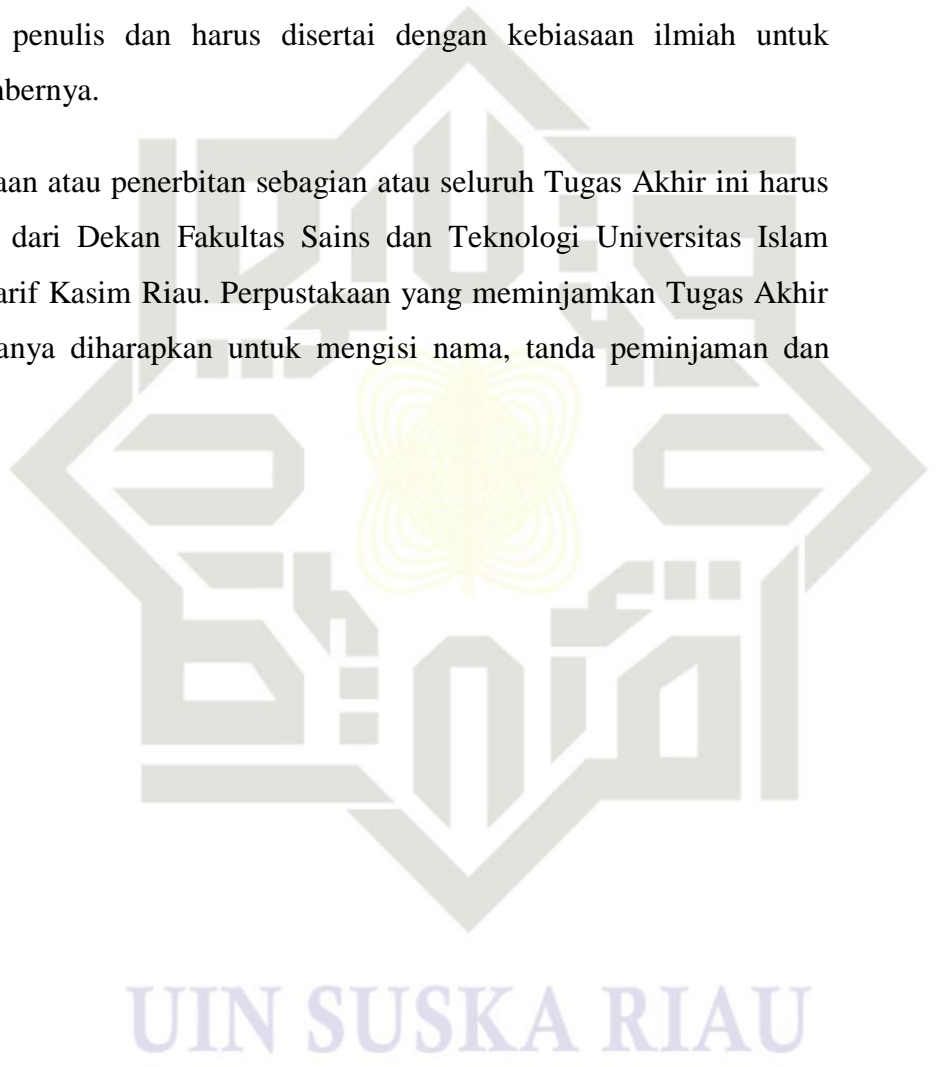 penulis dan harus disertai dengan kebiasaan ilmiah untuk
nbernya.
aan atau penerbitan sebagian atau seluruh Tugas Akhir ini harus
dari Dekan Fakultas Sains dan Teknologi Universitas Islam
arif Kasim Riau. Perpustakaan yang meminjamkan Tugas Akhir
anya diharapkan untuk mengisi nama, tanda peminjaman dan
UIN SUSKA RIAU